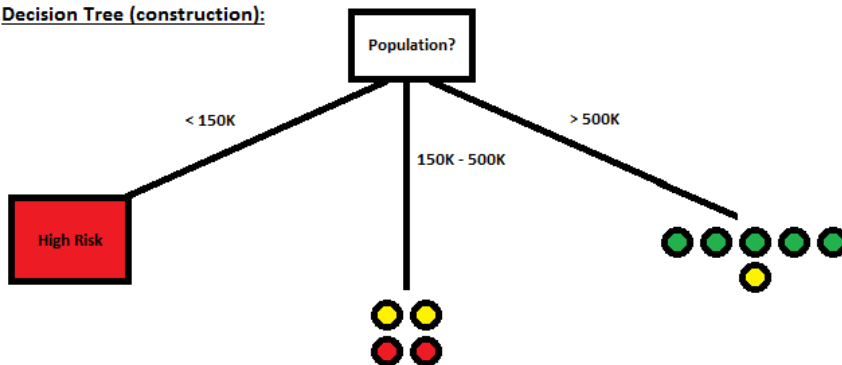 Decision Tree (construction):
Population?
< 150K
150K - 500K
> 500K
High Risk